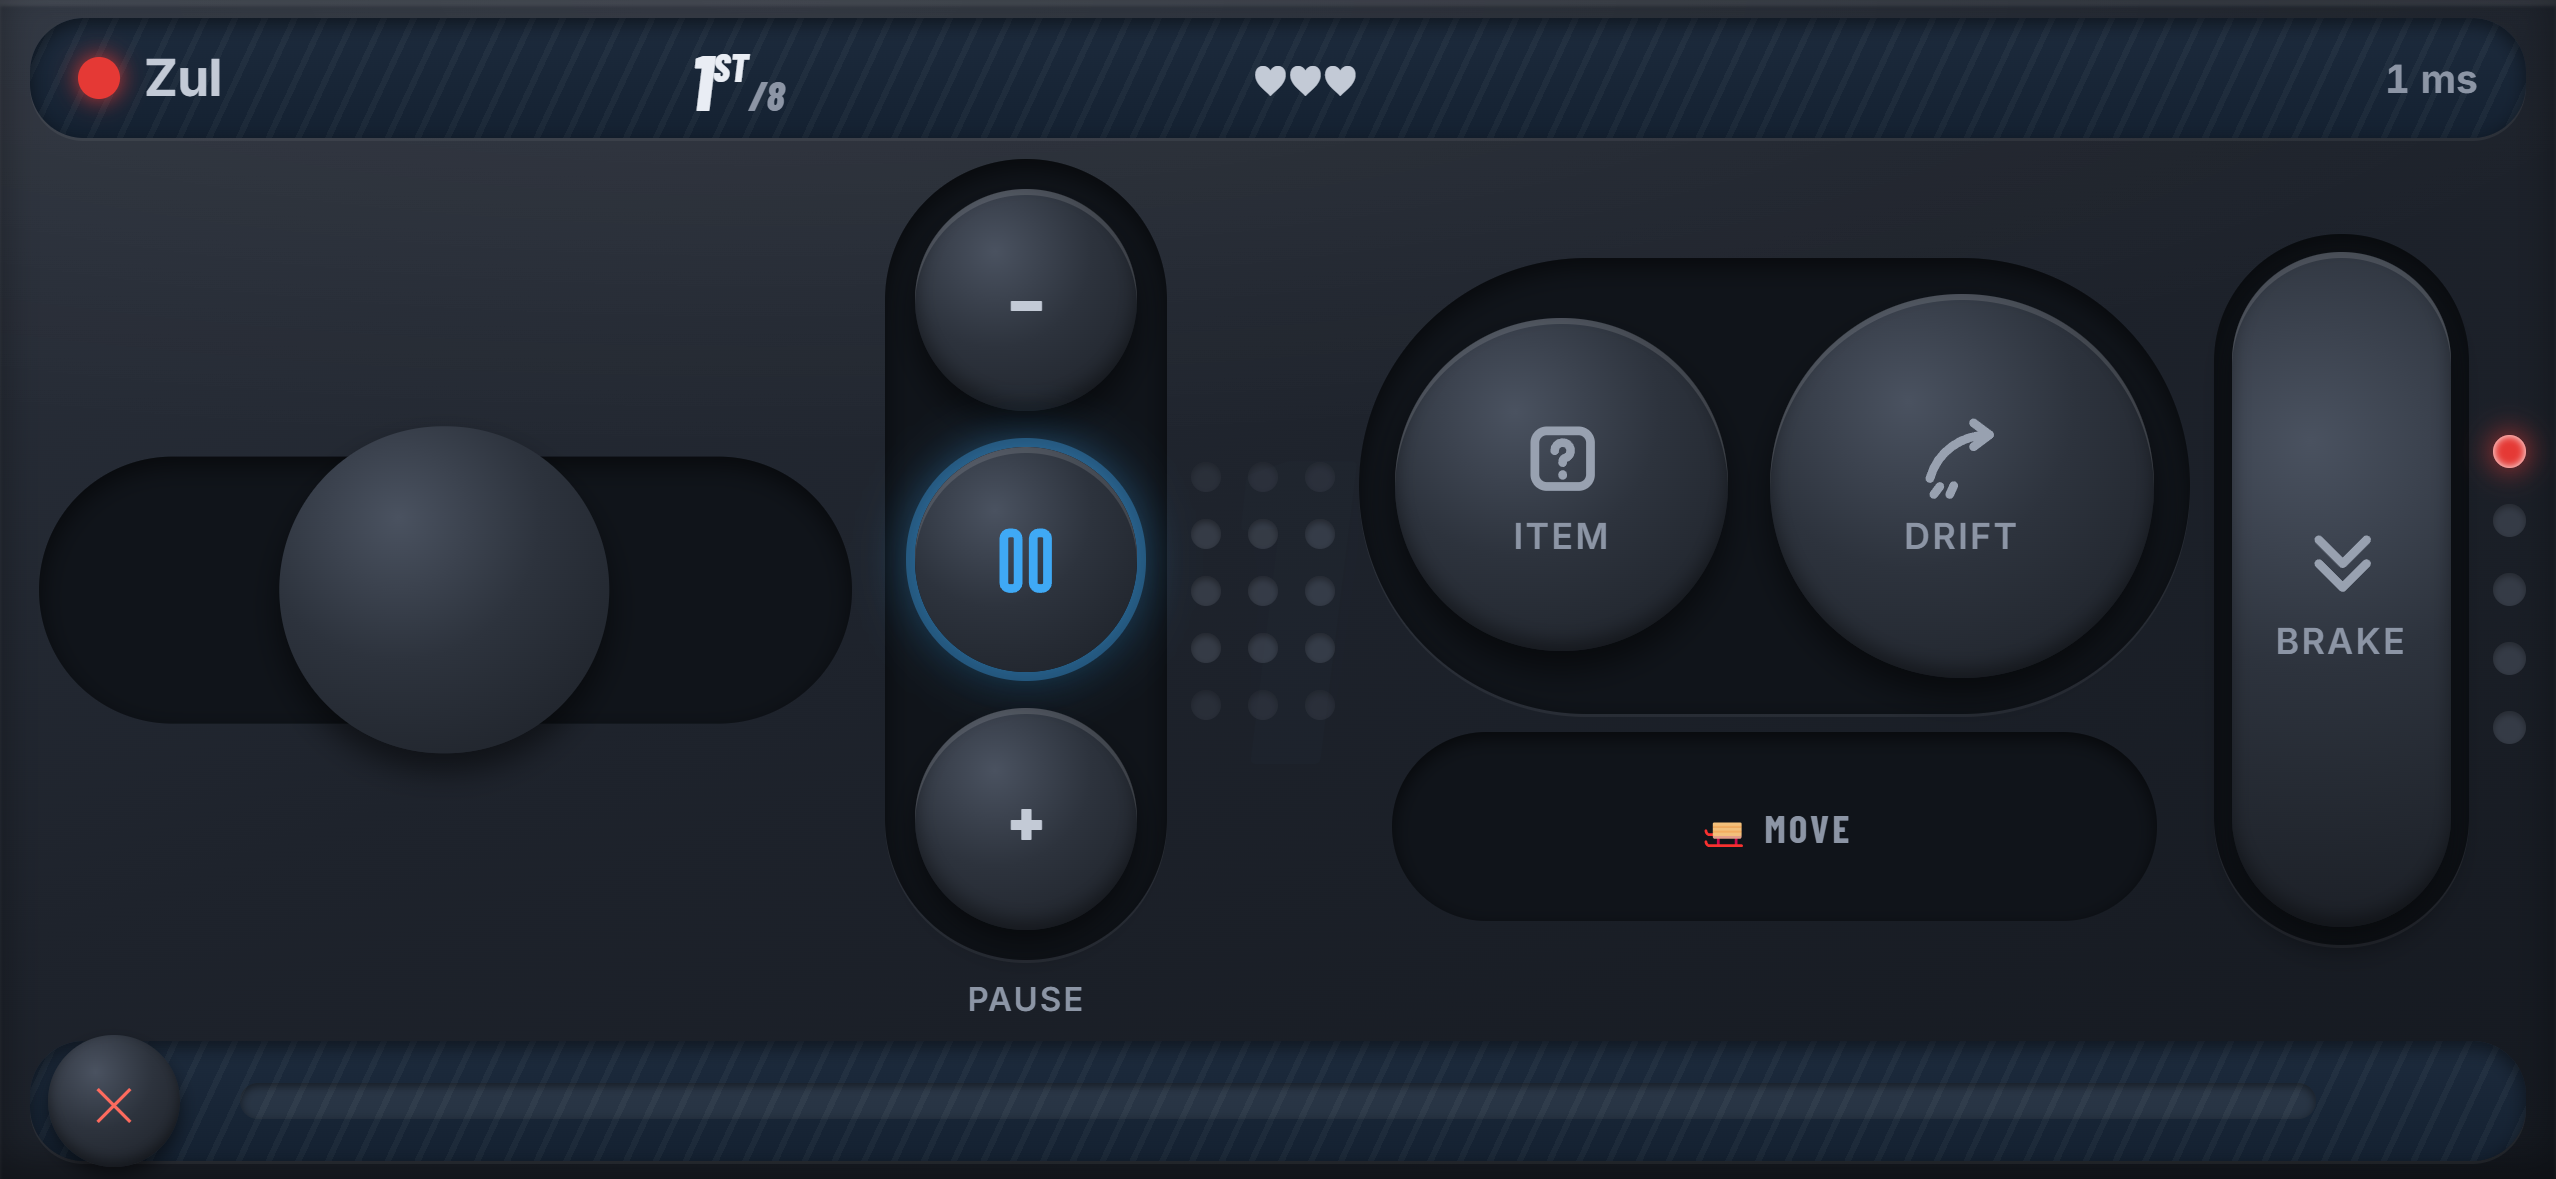 Zul
1ST/8
1 ms
-
+
PAUSE
ITEM
DRIFT
MOVE
BRAKE